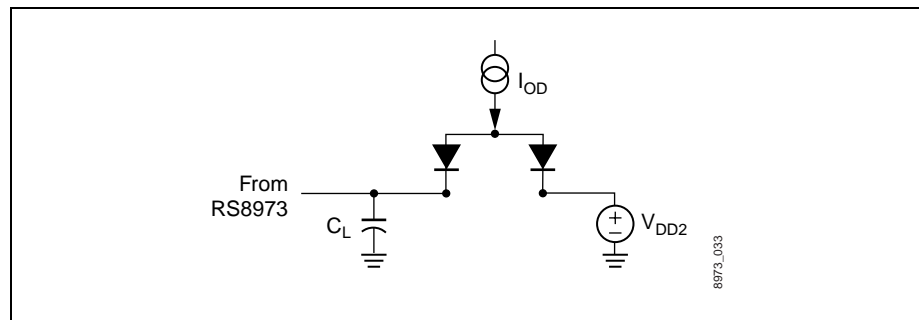 I_OD
From
RS8973
C_L
+
−
V_DD2
8973_033